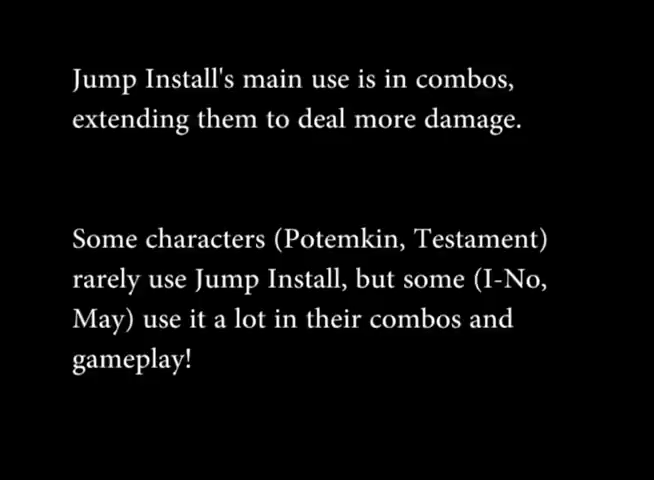 Jump Install's main use is in combos,
extending them to deal more damage.
Some characters (Potemkin, Testament)
rarely use Jump Install, but some (I-No,
May) use it a lot in their combos and
gameplay!